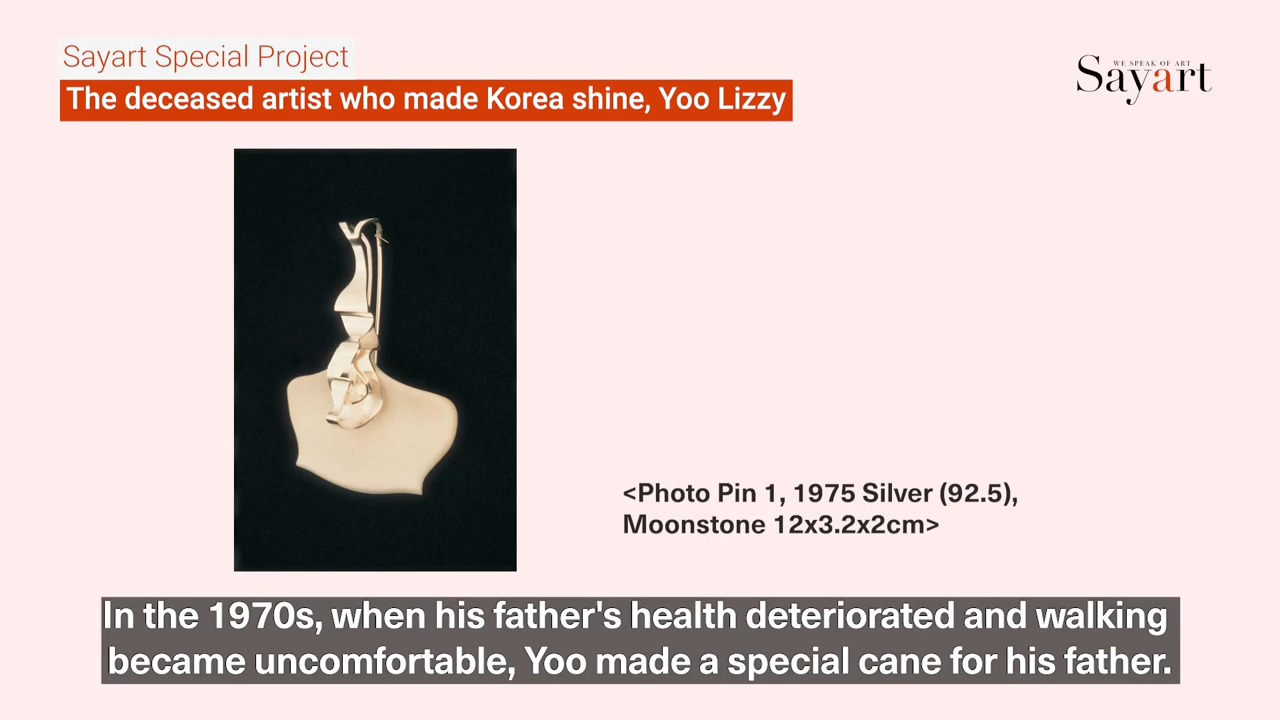 Sayart Special Project
The deceased artist who made Korea shine, Yoo Lizzy
WE SPEAK OF ART
Sayart
<Photo Pin 1, 1975 Silver (92.5),
Moonstone 12x3.2x2cm>
In the 1970s, when his father's health deteriorated and walking
became uncomfortable, Yoo made a special cane for his father.